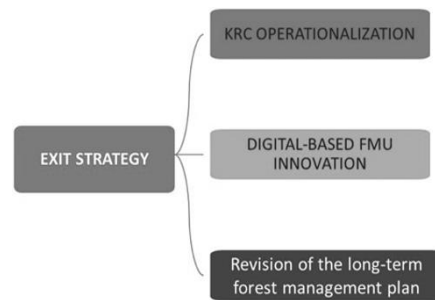 KRC OPERATIONALIZATION
EXIT STRATEGY
DIGITAL-BASED FMU
INNOVATION
Revision of the long-term
forest management plan